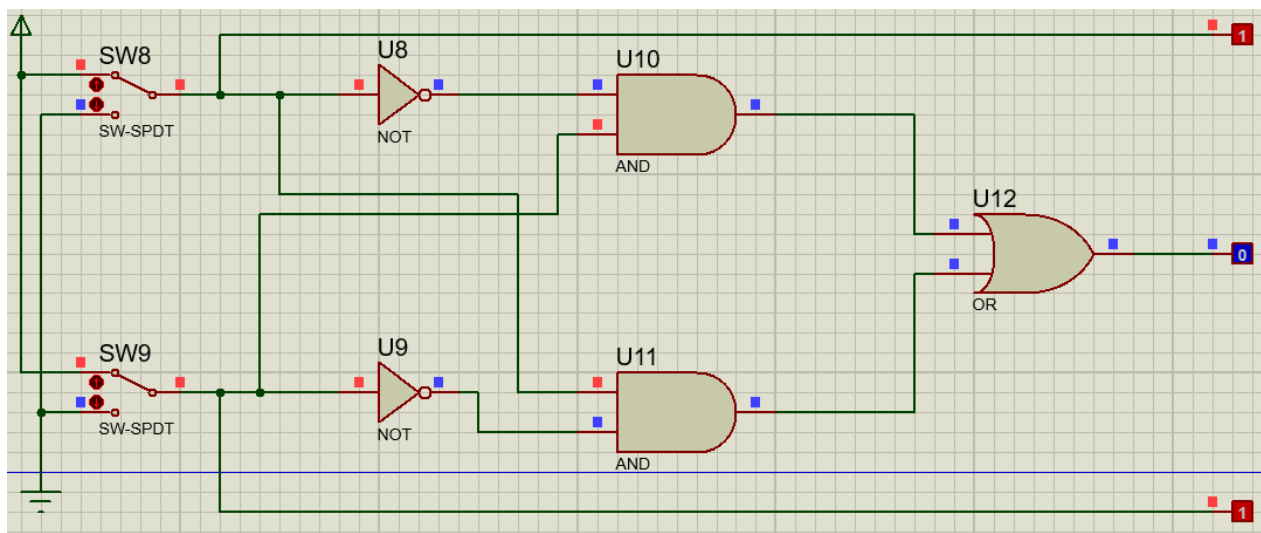 1
SW8
SW-SPDT
U8
NOT
U10
AND
U12
OR
0
SW9
SW-SPDT
U9
NOT
U11
AND
1